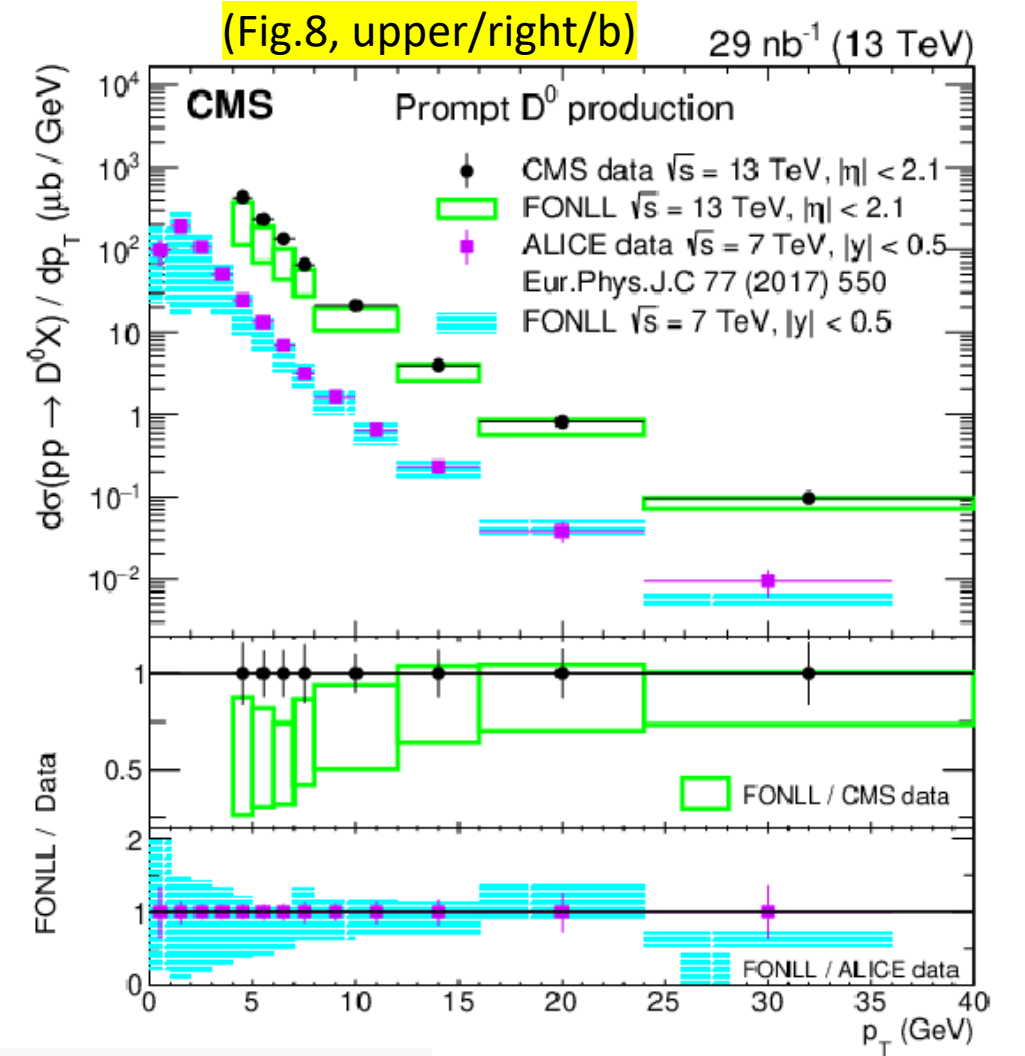 (Fig.8, upper/right/b)
29 nb⁻¹ (13 TeV)
CMS Prompt D⁰ production
CMS data √s = 13 TeV, |η| < 2.1
FONLL √s = 13 TeV, |η| < 2.1
ALICE data √s = 7 TeV, |y| < 0.5
Eur.Phys.J.C 77 (2017) 550
FONLL √s = 7 TeV, |y| < 0.5
dσ(pp → D⁰X) / dp_T (μb / GeV)
10⁴
10³
10²
10
1
10⁻¹
10⁻²
1
0.5
FONLL / CMS data
FONLL / Data
2
1
0
FONLL / ALICE data
0 5 10 15 20 25 30 35 40
p_T (GeV)